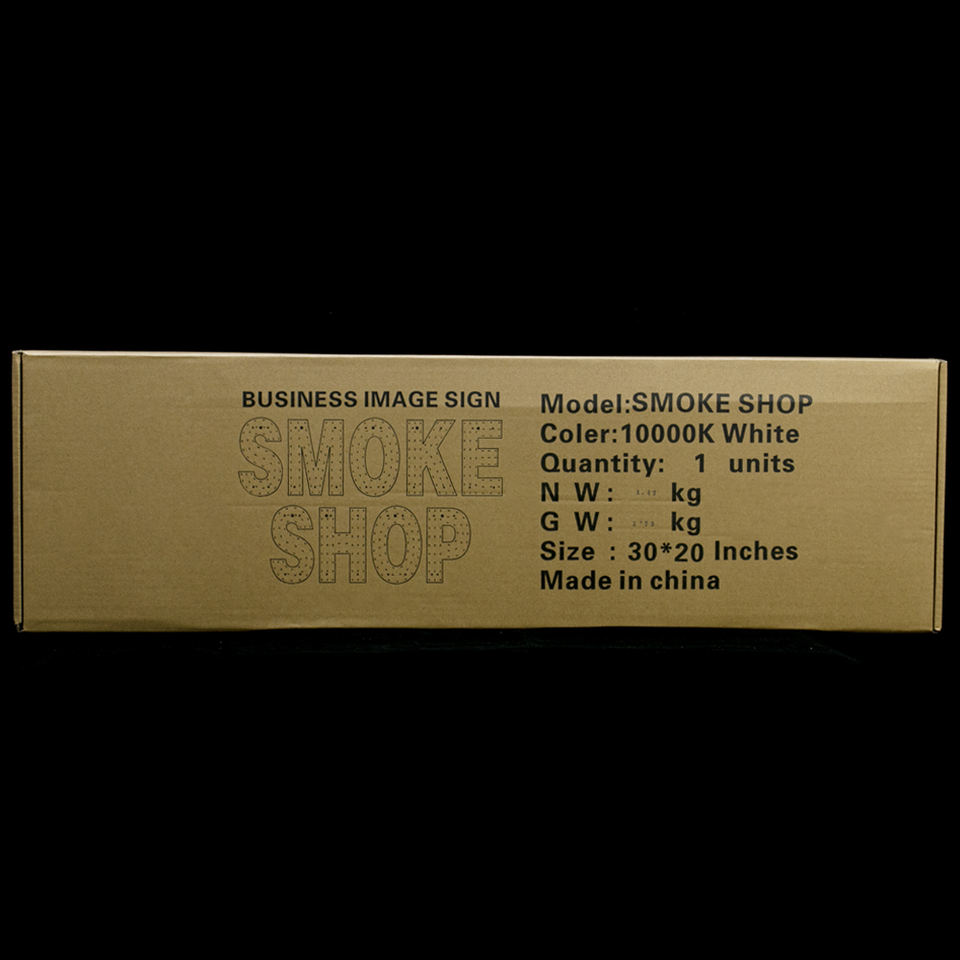 BUSINESS IMAGE SIGN
SMOKE
SHOP
Model:SMOKE SHOP
Coler:10000K White
Quantity: 1 units
N W: kg
G W: kg
Size : 30*20 Inches
Made in china